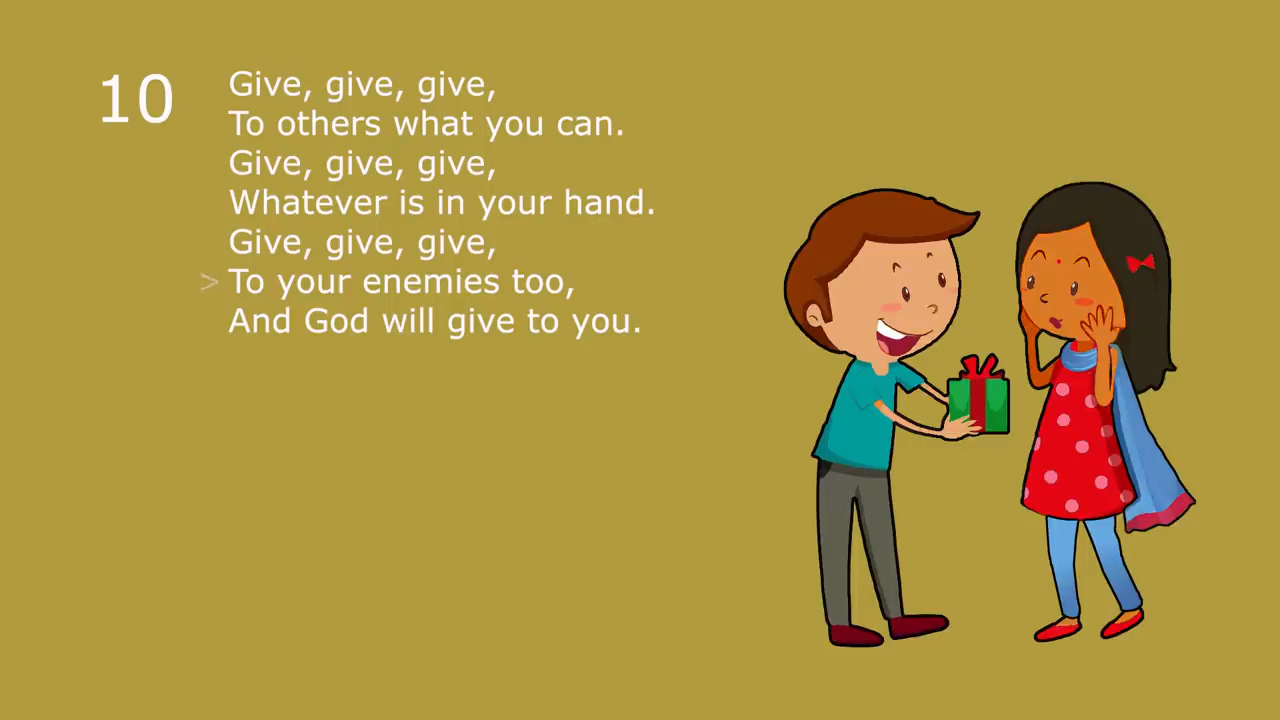 10
Give, give, give,
To others what you can.
Give, give, give,
Whatever is in your hand.
Give, give, give,
> To your enemies too,
And God will give to you.